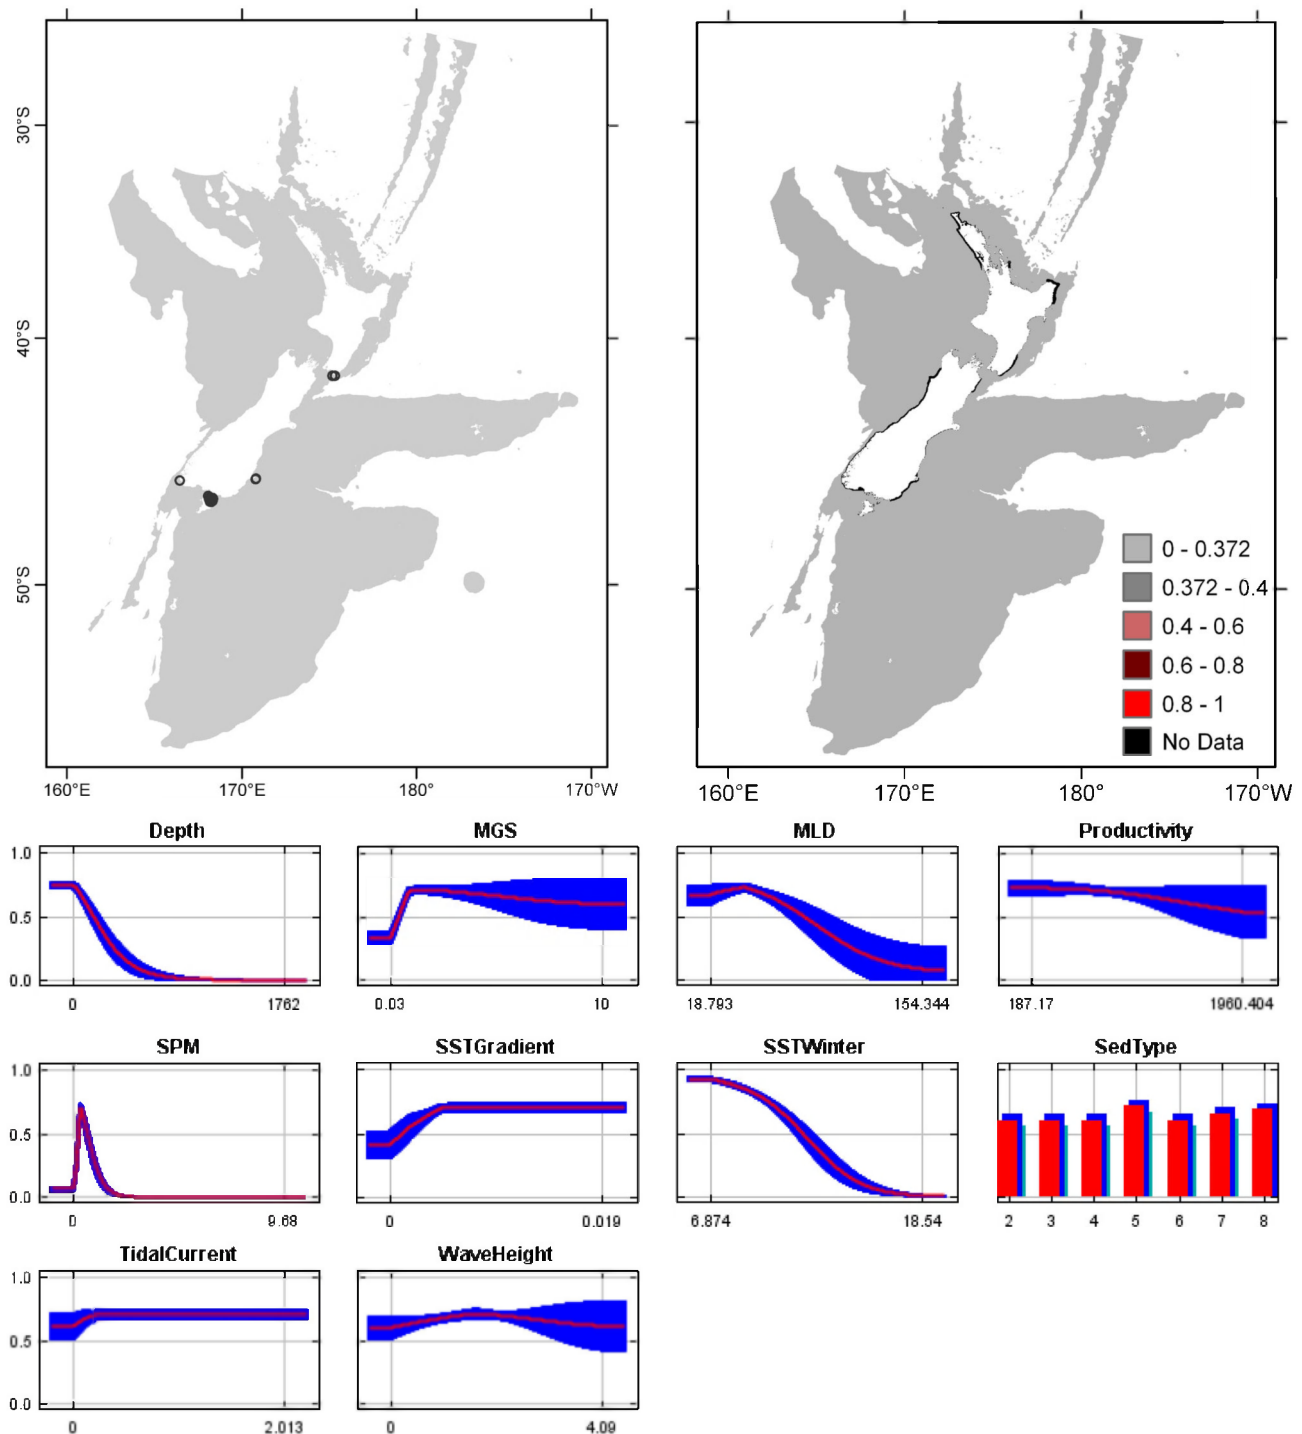 30°S
40°S
50°S
160°E 170°E 180° 170°W
0 - 0.372
0.372 - 0.4
0.4 - 0.6
0.6 - 0.8
0.8 - 1
No Data
160°E 170°E 180° 170°W
Depth MGS MLD Productivity
1.0
0.5
0.0
0 1762 0.03 10 18.793 154.344 187.17 1960.404
SPM SSTGradient SSTWinter SedType
1.0
0.5
0.0
0 9.68 0 0.019 6.874 18.54 2 3 4 5 6 7 8
TidalCurrent WaveHeight
1.0
0.5
0.0
0 2.013 0 4.09